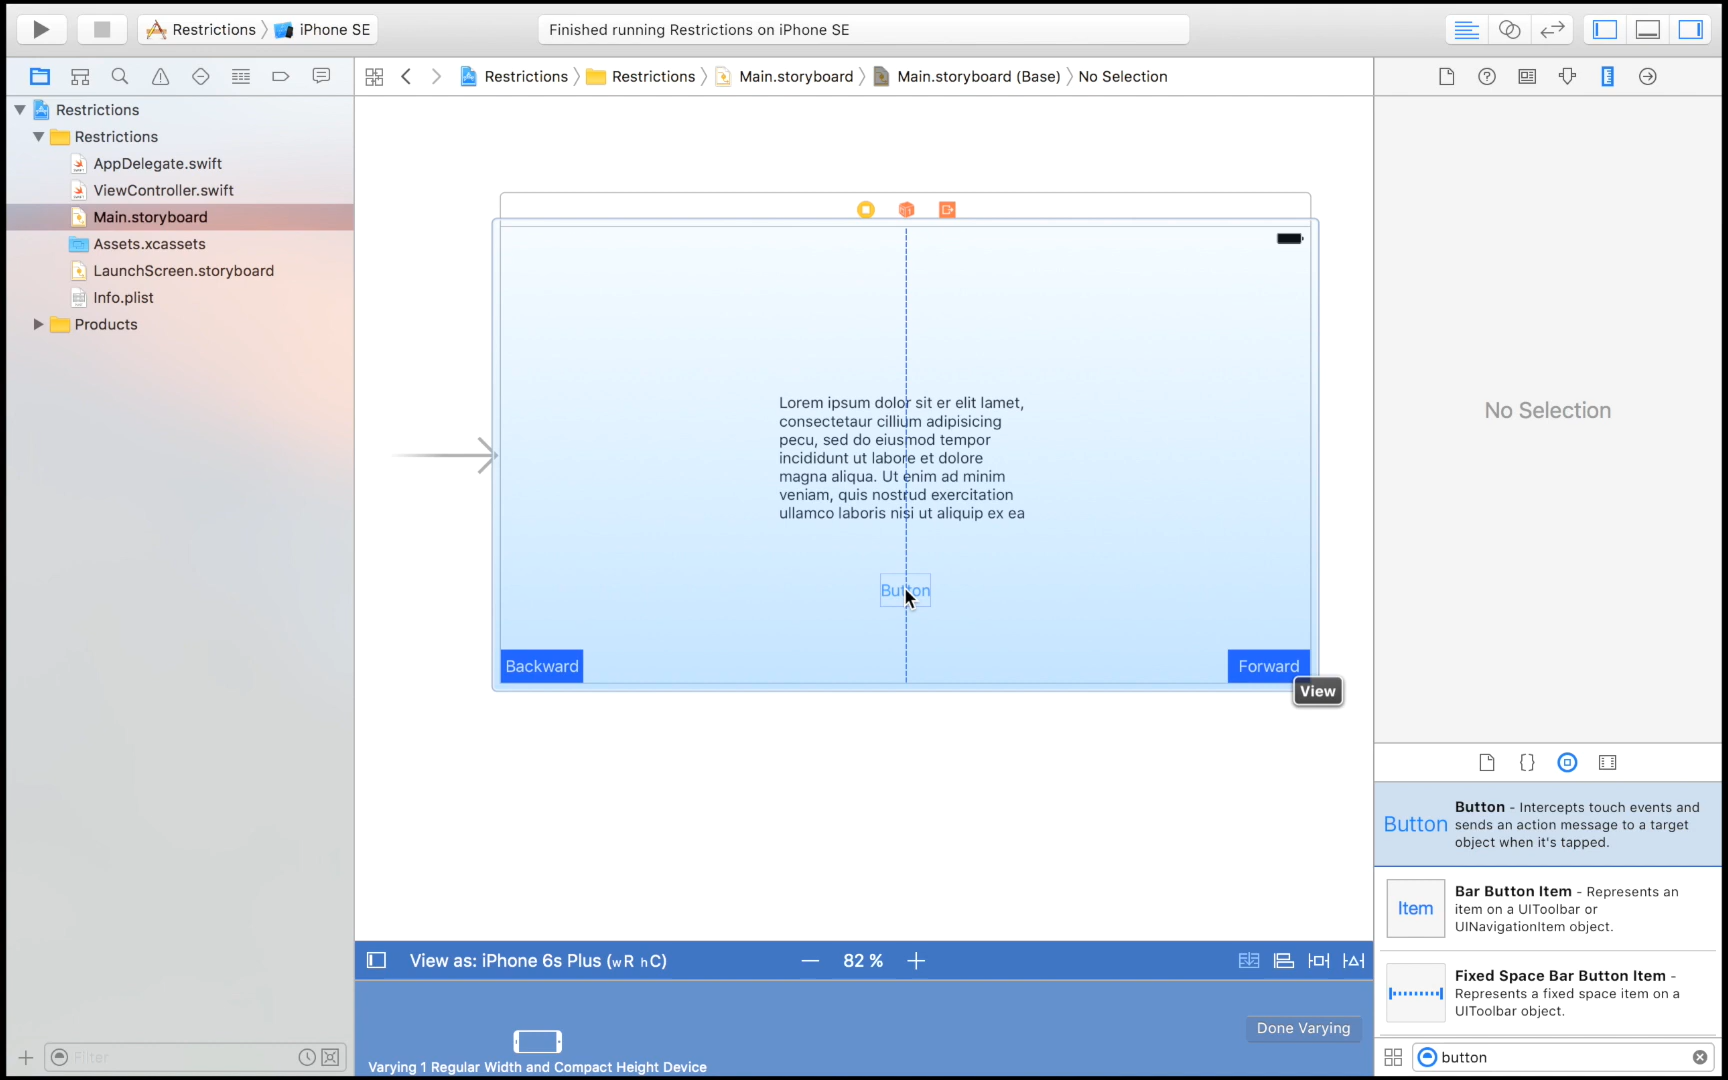 Restrictions
iPhone SE
Finished running Restrictions on iPhone SE
Restrictions
Restrictions
Main.storyboard
Main.storyboard (Base)
No Selection
Restrictions
Restrictions
AppDelegate.swift
ViewController.swift
Main.storyboard
Assets.xcassets
LaunchScreen.storyboard
Info.plist
Products
Lorem ipsum dolor sit er elit lamet,
consectetaur cillium adipisicing
pecu, sed do eiusmod tempor
incididunt ut labore et dolore
magna aliqua. Ut enim ad minim
veniam, quis nostrud exercitation
ullamco laboris nisi ut aliquip ex ea
Button
Backward
Forward
View
No Selection
Button
Button - Intercepts touch events and
sends an action message to a target
object when it's tapped.
Item
Bar Button Item - Represents an
item on a UIToolbar or
UINavigationItem object.
Fixed Space Bar Button Item -
Represents a fixed space item on a
UIToolbar object.
View as: iPhone 6s Plus (wR hC)
82 %
Done Varying
Varying 1 Regular Width and Compact Height Device
Filter
button